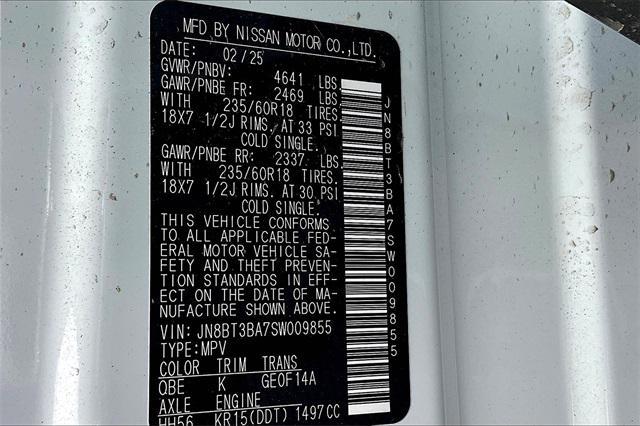 MFD BY NISSAN MOTOR CO.,LTD.
DATE: 02/25
GVWR/PNBV: 4641 LBS.
GAWR/PNBE FR: 2469 LBS.
WITH 235/60R18 TIRES.
18X7 1/2J RIMS. AT 33 PSI
COLD SINGLE.
GAWR/PNBE RR: 2337 LBS.
WITH 235/60R18 TIRES.
18X7 1/2J RIMS. AT 30 PSI
COLD SINGLE.
THIS VEHICLE CONFORMS
TO ALL APPLICABLE FED-
ERAL MOTOR VEHICLE SA-
FETY AND THEFT PREVEN-
TION STANDARDS IN EFF-
ECT ON THE DATE OF MA-
NUFACTURE SHOWN ABOVE.
VIN: JN8BT3BA7SW009855
TYPE:MPV
COLOR TRIM TRANS
QBE K GE0F14A
AXLE ENGINE
HH56 KR15(DDT) 1497CC
JN8BT3BA7SW009855